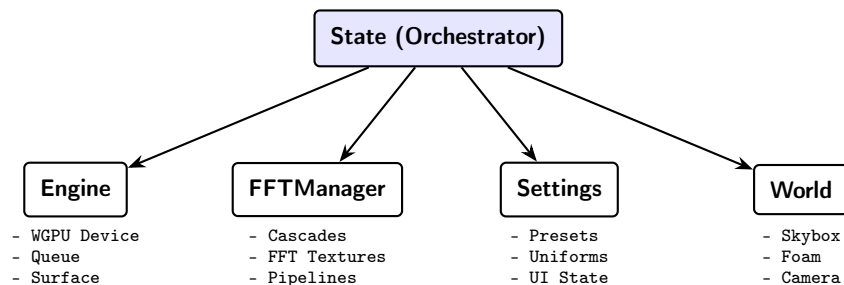 State (Orchestrator)
Engine
FFTManager
Settings
World
- WGPU Device
- Queue
- Surface
- Cascades
- FFT Textures
- Pipelines
- Presets
- Uniforms
- UI State
- Skybox
- Foam
- Camera